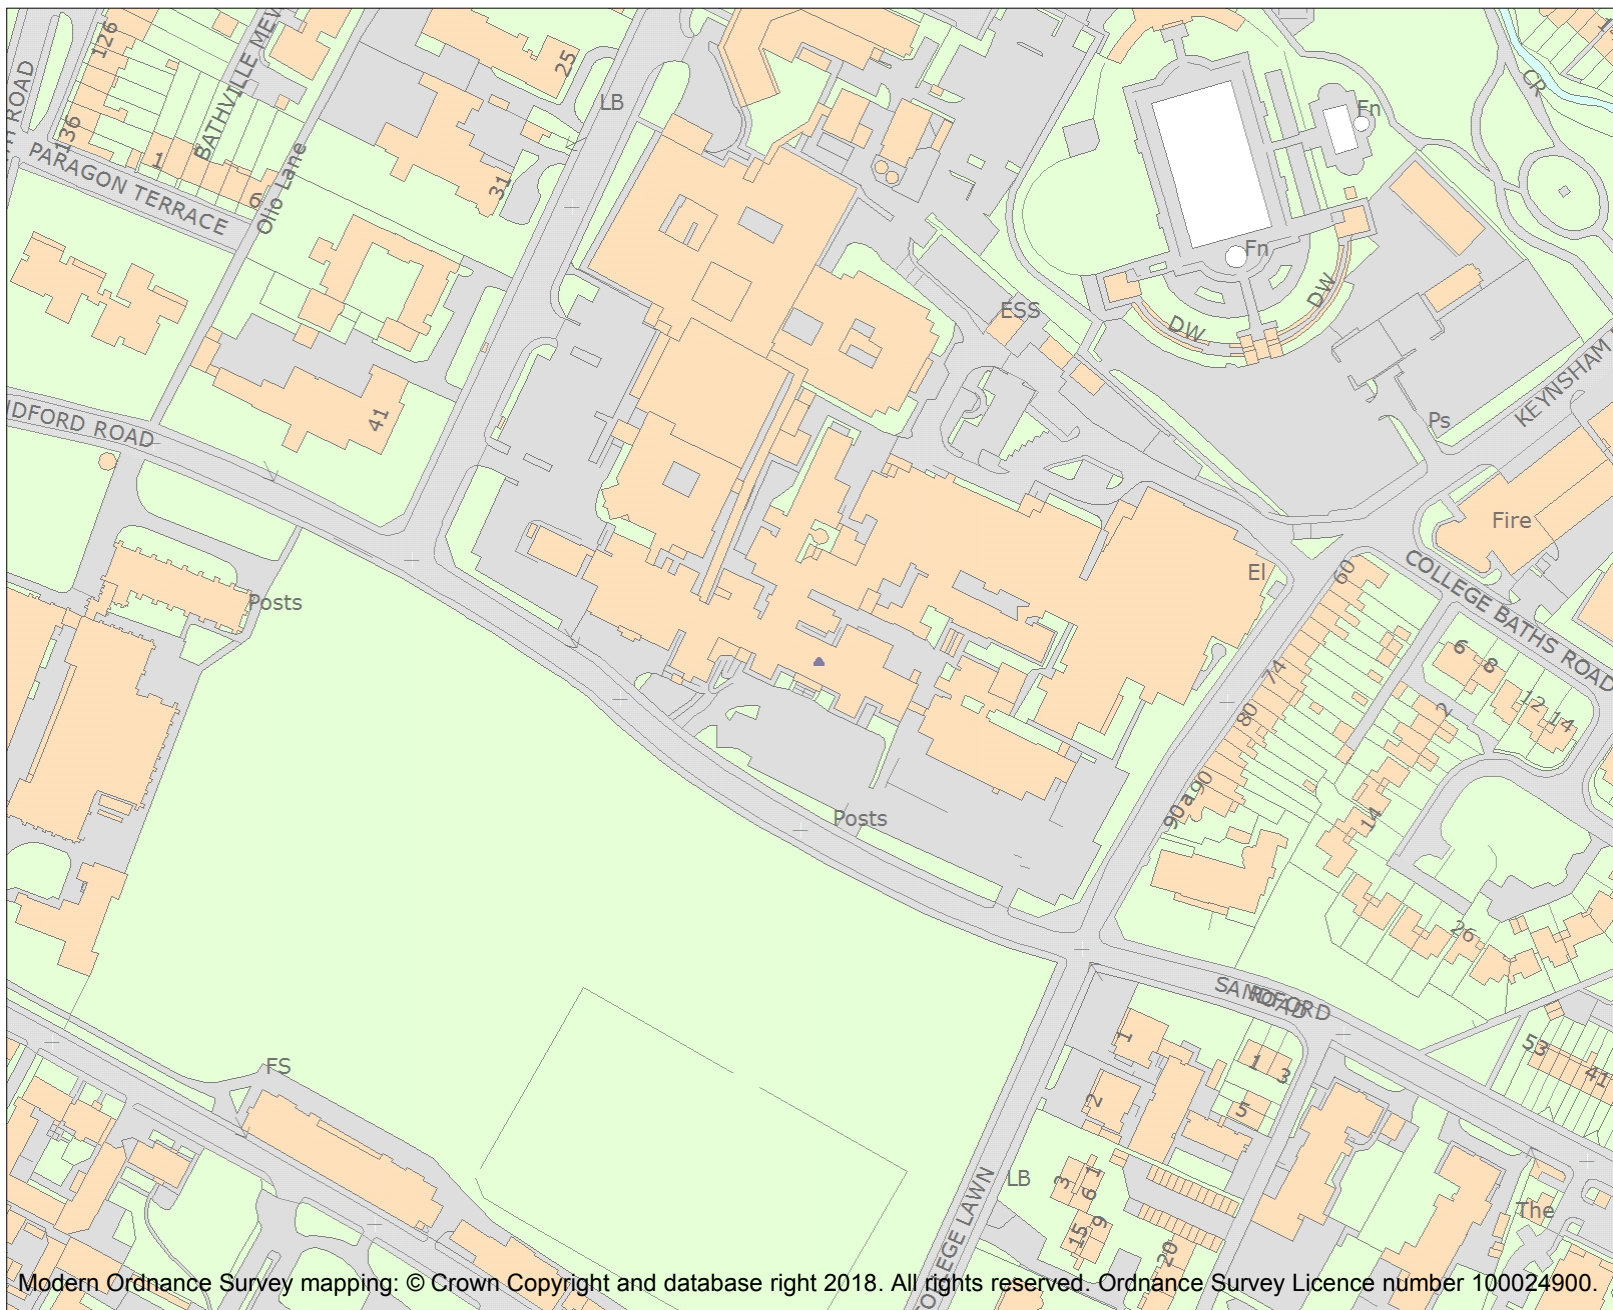 126
25
BATHVILLE MEW
CR
LB
Fn
136
1
PARAGON TERRACE
31
6
Olio Lane
Fn
DW
ESS
DW
KEYNSHAM
41
NDFORD ROAD
Ps
Fire
El
60
COLLEGE BATHS ROAD
Posts
6
8
74
12
14
80
2
90
90a
14
Posts
26
SANDFORD
ROAD
1
53
41
1
3
FS
2
5
LB
1
3
6
9
15
The
20
COLLEGE LAWN
Modern Ordnance Survey mapping: © Crown Copyright and database right 2018. All rights reserved. Ordnance Survey Licence number 100024900.